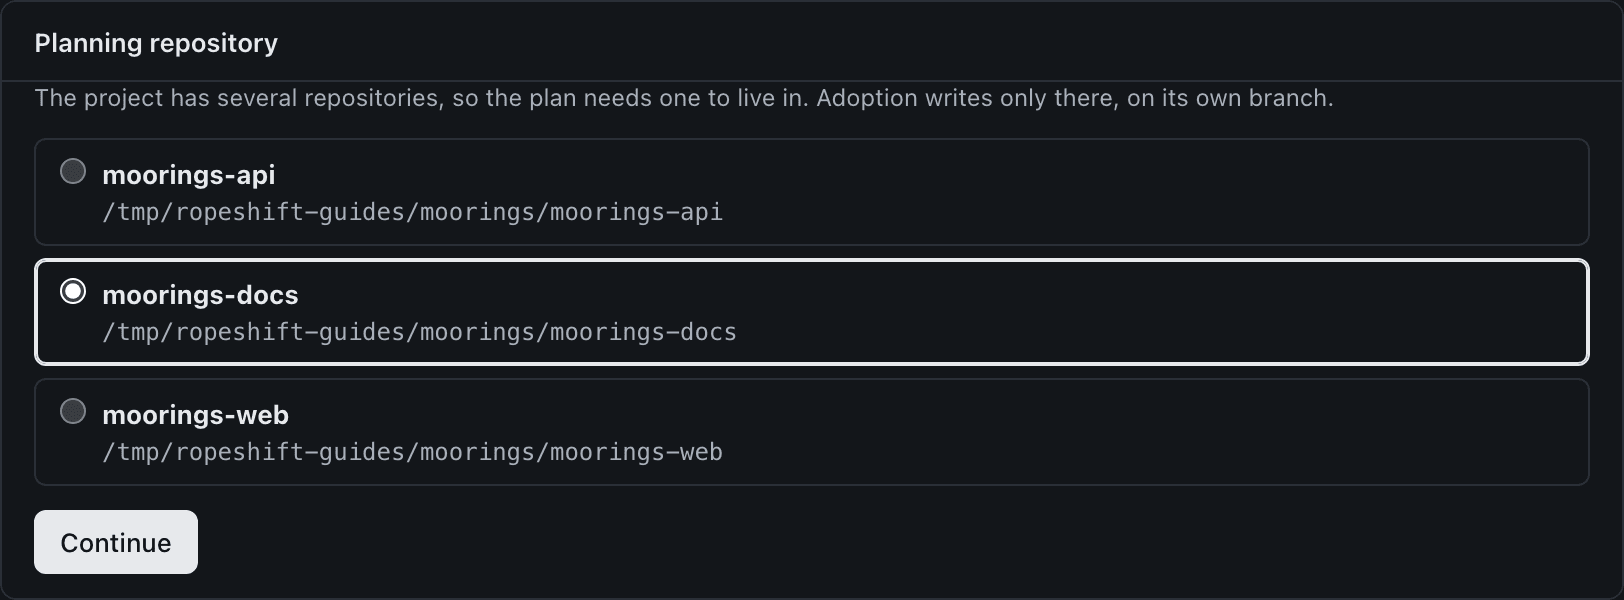 Planning repository
The project has several repositories, so the plan needs one to live in. Adoption writes only there, on its own branch.
moorings-api
/tmp/ropeshift-guides/moorings/moorings-api
moorings-docs
/tmp/ropeshift-guides/moorings/moorings-docs
moorings-web
/tmp/ropeshift-guides/moorings/moorings-web
Continue